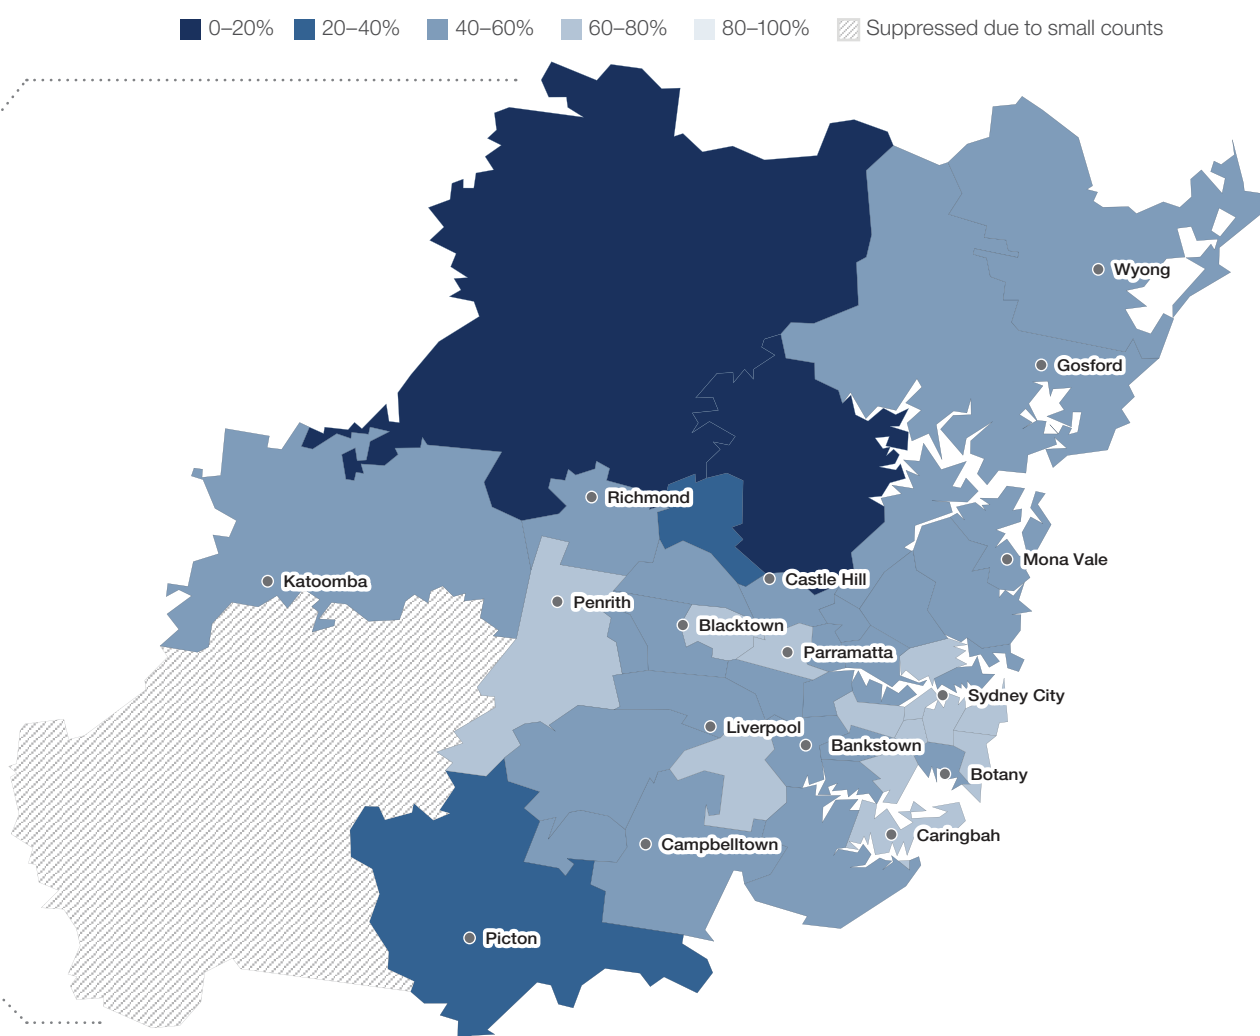 0–20% 20–40% 40–60% 60–80% 80–100% Suppressed due to small counts
Wyong
Gosford
Richmond
Mona Vale
Katoomba
Castle Hill
Penrith
Blacktown
Parramatta
Sydney City
Liverpool
Bankstown
Botany
Caringbah
Campbelltown
Picton